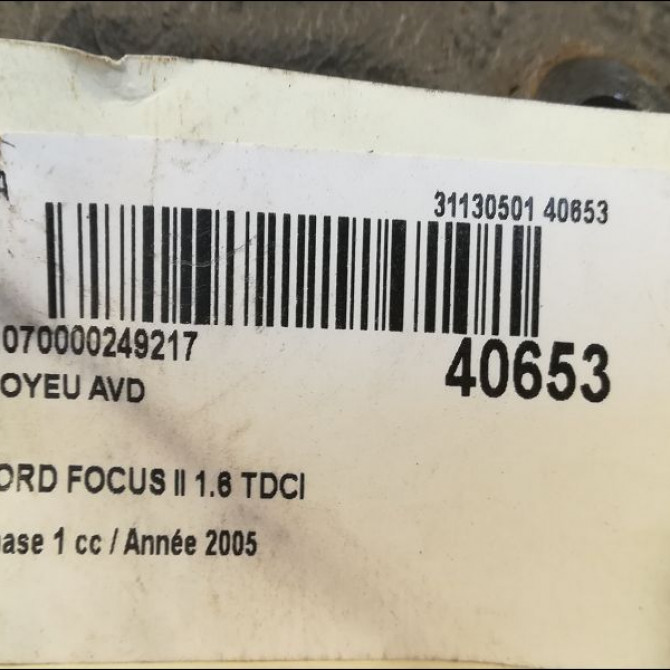 A
31130501 40653
070000249217
40653
OYEU AVD
ORD FOCUS II 1.6 TDCI
ase 1 cc / Année 2005